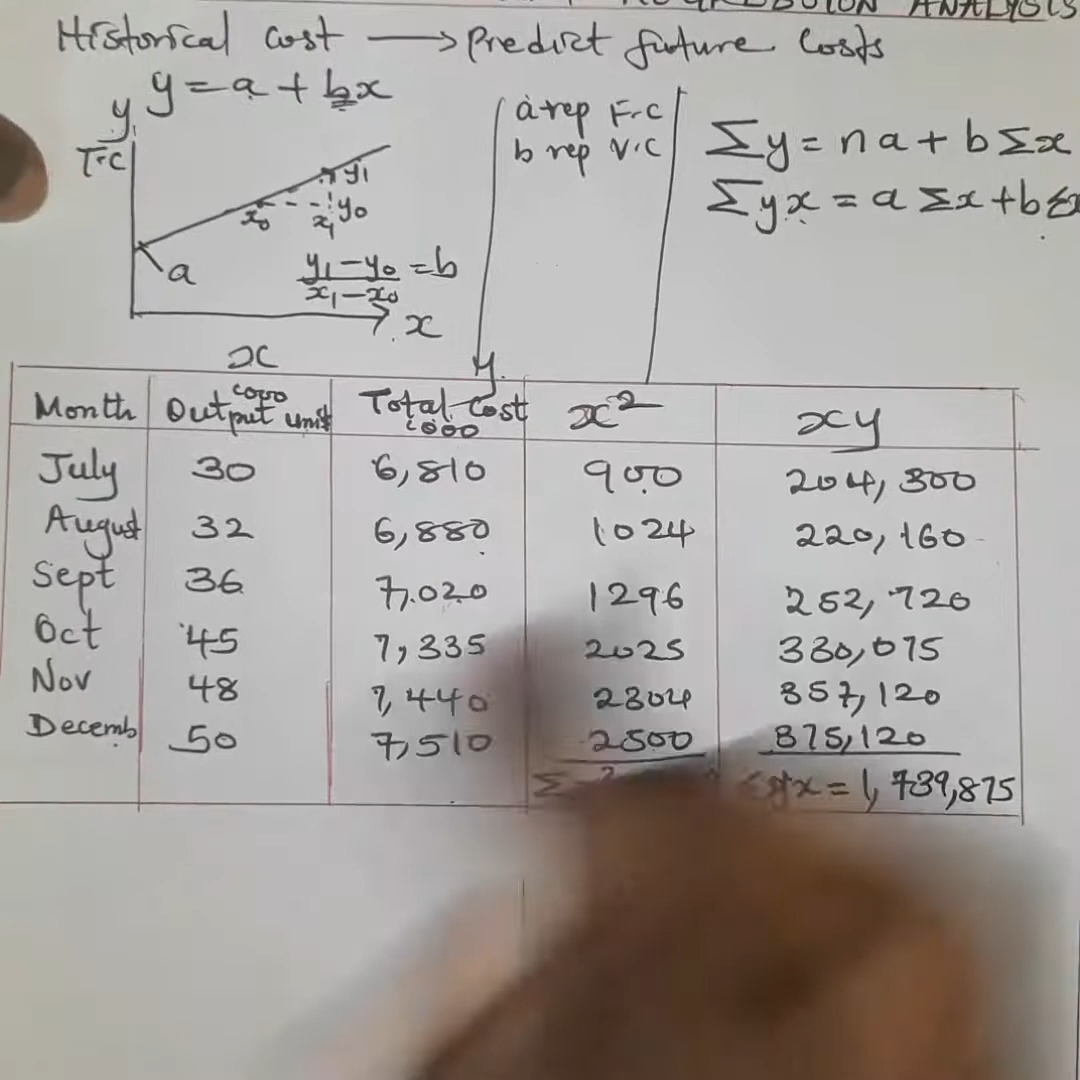 ANALYSIS
Historical cost → Predict future Costs
y = a + bx
y
T.C
y₁
x₀ x₁ y₀
a
y₁ − y₀ = b
x₁ − x₀
x
a rep F.C
b rep V.C
Σy = na + bΣx
Σyx = aΣx + bΣx
x y
Month Output unit '000 Total Cost '000 x² xy
July 30 6,810 900 204,300
August 32 6,880 1024 220,160
Sept 36 7,020 1296 252,720
Oct 45 7,335 2025 330,075
Nov 48 7,440 2304 357,120
Decemb 50 7,510 2500 375,120
Σyx = 1,739,875